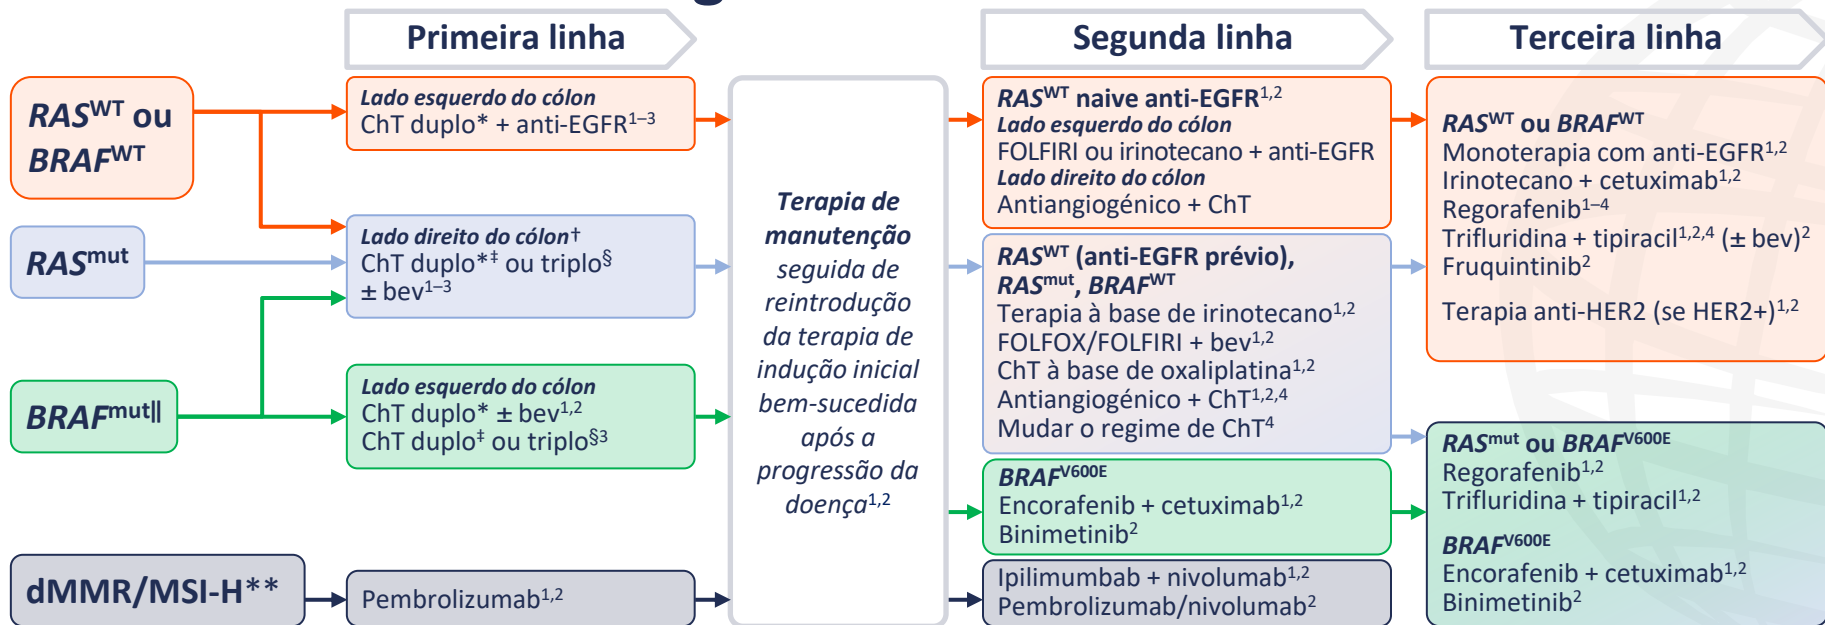 Primeira linha
Segunda linha
Terceira linha
RASᵂᵀ ou
BRAFᵂᵀ
Lado esquerdo do cólon
ChT duplo* + anti-EGFR¹⁻³
RASᵐᵘᵗ
Lado direito do cólon†
ChT duplo*‡ ou triplo§
± bev¹⁻³
BRAFᵐᵘᵗ‖
Lado esquerdo do cólon
ChT duplo* ± bev¹,²
ChT duplo‡ ou triplo§³
dMMR/MSI-H**
Pembrolizumab¹,²
Terapia de
manutenção
seguida de
reintrodução
da terapia de
indução inicial
bem-sucedida
após a
progressão da
doença¹,²
RASᵂᵀ naive anti-EGFR¹,²
Lado esquerdo do cólon
FOLFIRI ou irinotecano + anti-EGFR
Lado direito do cólon
Antiangiogénico + ChT
RASᵂᵀ (anti-EGFR prévio),
RASᵐᵘᵗ, BRAFᵂᵀ
Terapia à base de irinotecano¹,²
FOLFOX/FOLFIRI + bev¹,²
ChT à base de oxaliplatina¹,²
Antiangiogénico + ChT¹,²,⁴
Mudar o regime de ChT⁴
BRAFⱽ⁶⁰⁰ᴱ
Encorafenib + cetuximab¹,²
Binimetinib²
Ipilimumbab + nivolumab¹,²
Pembrolizumab/nivolumab²
RASᵂᵀ ou BRAFᵂᵀ
Monoterapia com anti-EGFR¹,²
Irinotecano + cetuximab¹,²
Regorafenib¹⁻⁴
Trifluridina + tipiracil¹,²,⁴ (± bev)²
Fruquintinib²
Terapia anti-HER2 (se HER2+)¹,²
RASᵐᵘᵗ ou BRAFⱽ⁶⁰⁰ᴱ
Regorafenib¹,²
Trifluridina + tipiracil¹,²
BRAFⱽ⁶⁰⁰ᴱ
Encorafenib + cetuximab¹,²
Binimetinib²